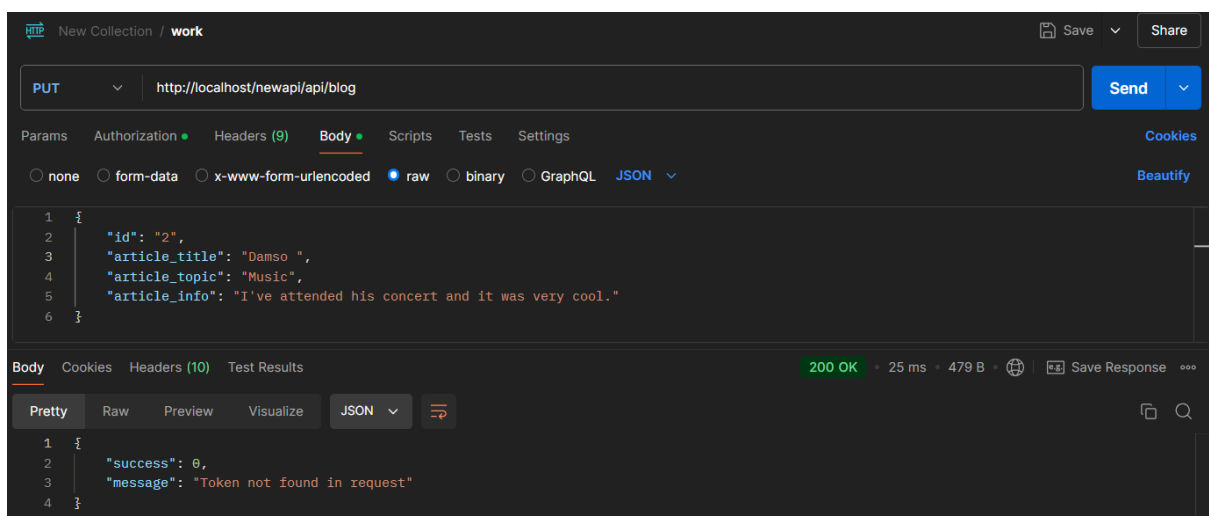 HTTP New Collection / work Save Share
PUT http://localhost/newapi/api/blog Send
Params Authorization Headers (9) Body Scripts Tests Settings Cookies
none form-data x-www-form-urlencoded raw binary GraphQL JSON Beautify
1 {
2 "id": "2",
3 "article_title": "Damso ",
4 "article_topic": "Music",
5 "article_info": "I've attended his concert and it was very cool."
6 }
Body Cookies Headers (10) Test Results 200 OK • 25 ms • 479 B • e.g. Save Response
Pretty Raw Preview Visualize JSON
1 {
2 "success": 0,
3 "message": "Token not found in request"
4 }